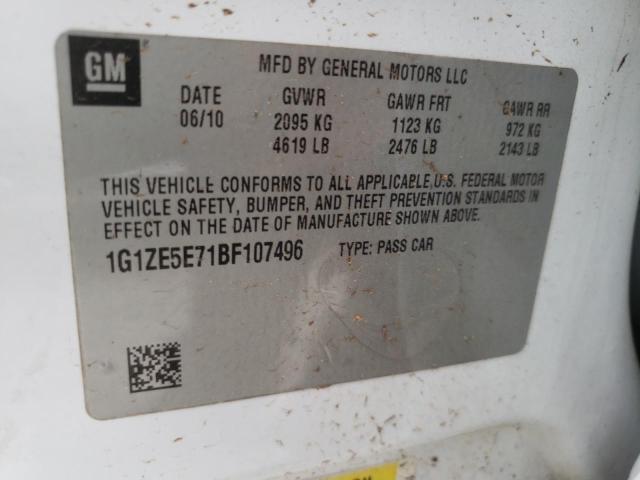 GM
MFD BY GENERAL MOTORS LLC
DATE GVWR GAWR FRT GAWR RR
06/10 2095 KG 1123 KG 972 KG
4619 LB 2476 LB 2143 LB
THIS VEHICLE CONFORMS TO ALL APPLICABLE U.S. FEDERAL MOTOR
VEHICLE SAFETY, BUMPER, AND THEFT PREVENTION STANDARDS IN
EFFECT ON THE DATE OF MANUFACTURE SHOWN ABOVE.
1G1ZE5E71BF107496 TYPE: PASS CAR